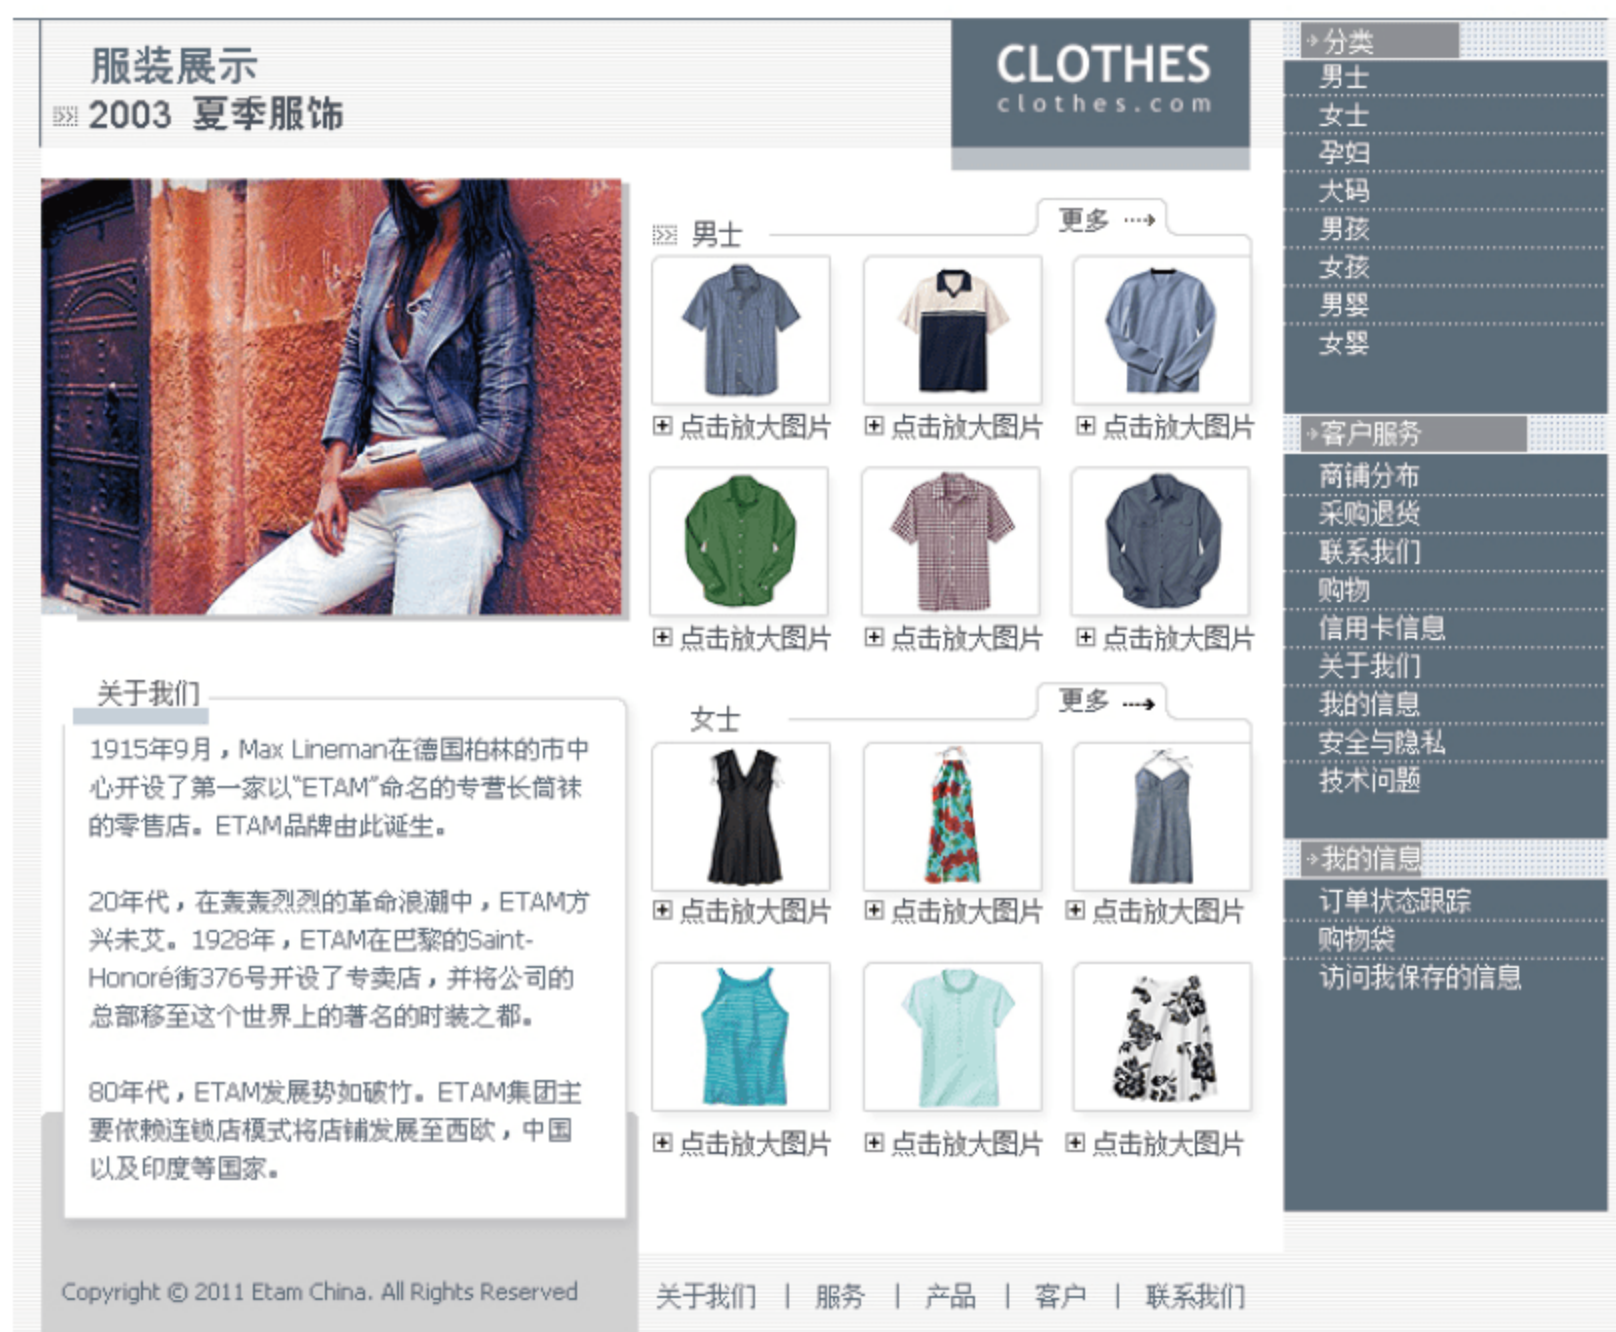 服装展示
2003 夏季服饰
CLOTHES
clothes.com
男士
更多
点击放大图片
点击放大图片
点击放大图片
点击放大图片
点击放大图片
点击放大图片
关于我们
1915年9月，Max Lineman在德国柏林的市中
心开设了第一家以“ETAM”命名的专营长筒袜
的零售店。ETAM品牌由此诞生。
20年代，在轰轰烈烈的革命浪潮中，ETAM方
兴未艾。1928年，ETAM在巴黎的Saint-
Honoré街376号开设了专卖店，并将公司的
总部移至这个世界上的著名的时装之都。
80年代，ETAM发展势如破竹。ETAM集团主
要依赖连锁店模式将店铺发展至西欧，中国
以及印度等国家。
女士
更多
点击放大图片
点击放大图片
点击放大图片
点击放大图片
点击放大图片
点击放大图片
分类
男士
女士
孕妇
大码
男孩
女孩
男婴
女婴
客户服务
商铺分布
采购退货
联系我们
购物
信用卡信息
关于我们
我的信息
安全与隐私
技术问题
我的信息
订单状态跟踪
购物袋
访问我保存的信息
Copyright © 2011 Etam China. All Rights Reserved
关于我们 | 服务 | 产品 | 客户 | 联系我们